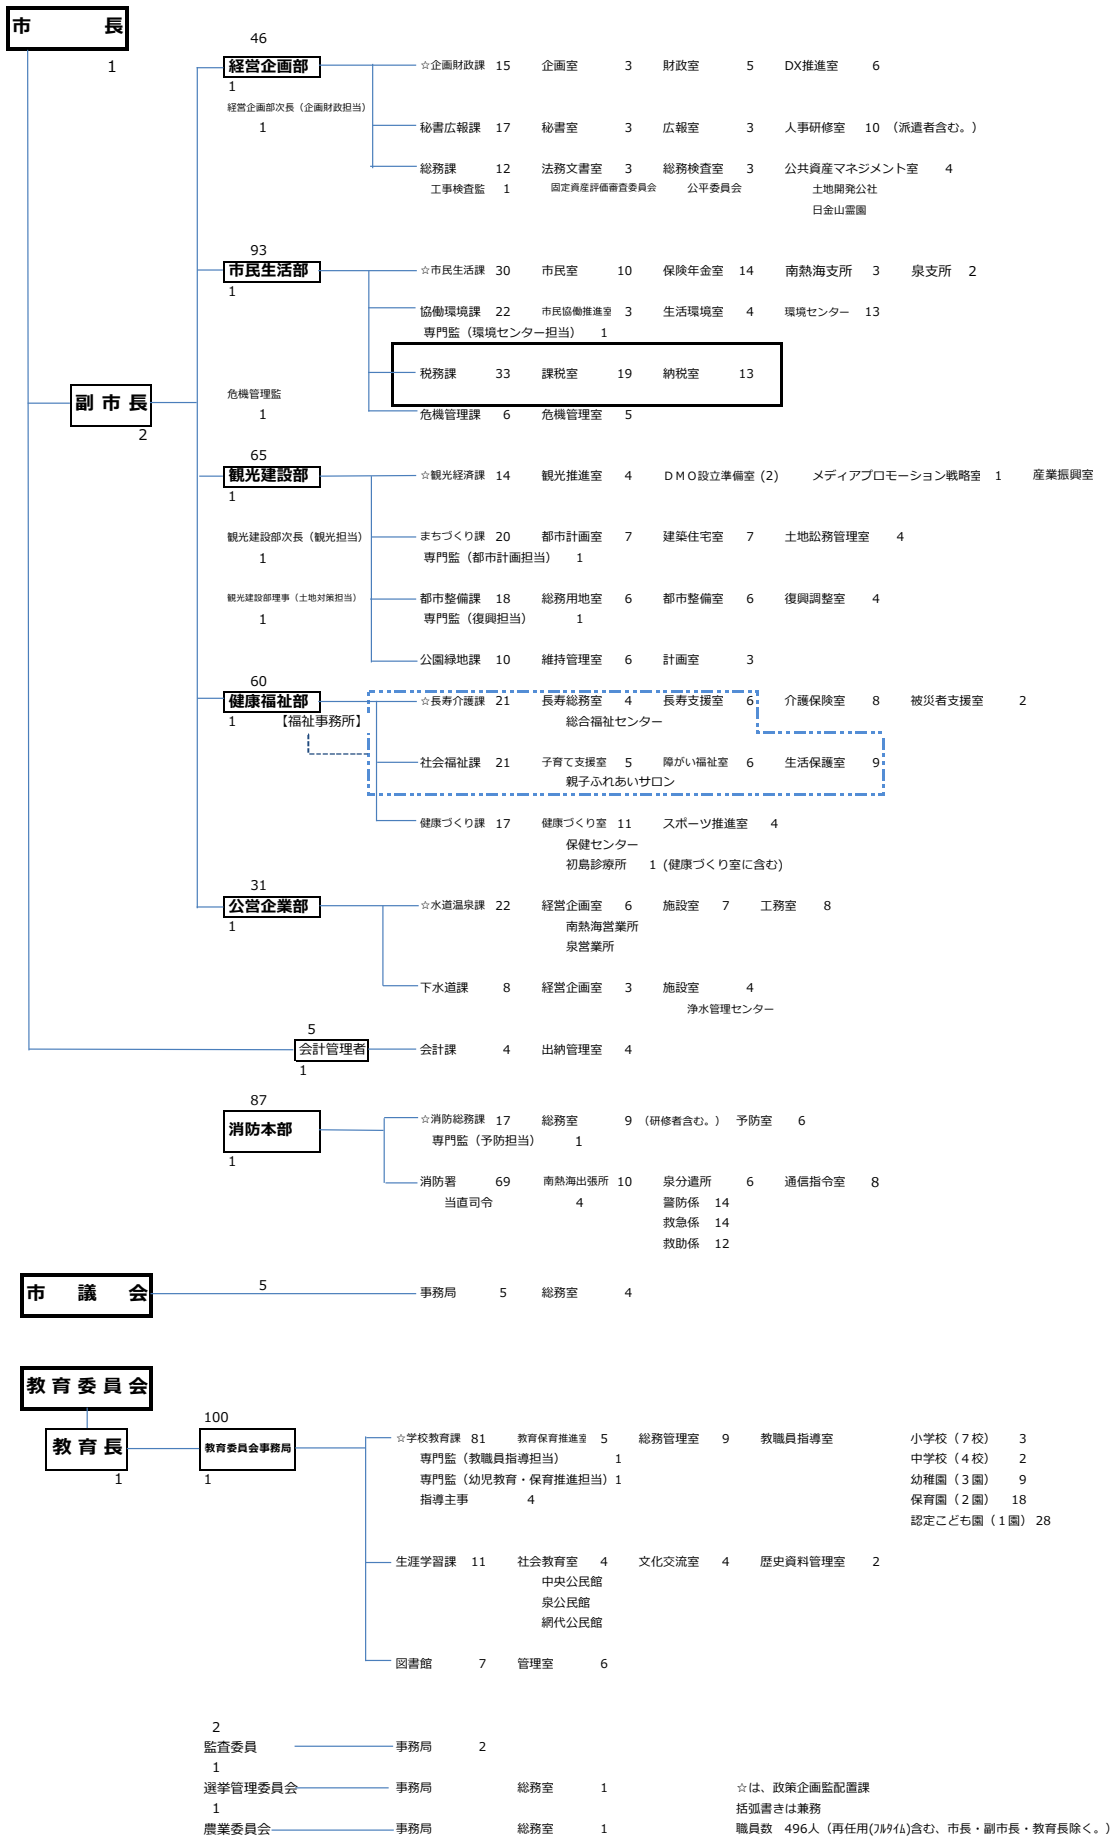 市　長
1
46
経営企画部
1
☆企画財政課 15 企画室 3 財政室 5 DX推進室 6
経営企画部次長（企画財政担当）
1
秘書広報課 17 秘書室 3 広報室 3 人事研修室 10 （派遣者含む。）
総務課 12 法務文書室 3 総務検査室 3 公共資産マネジメント室 4
工事検査監 1 固定資産評価審査委員会 公平委員会 土地開発公社
日金山霊園
93
市民生活部
1
☆市民生活課 30 市民室 10 保険年金室 14 南熱海支所 3 泉支所 2
協働環境課 22 市民協働推進室 3 生活環境室 4 環境センター 13
専門監（環境センター担当） 1
税務課 33 課税室 19 納税室 13
危機管理監
1
副 市 長
2
危機管理課 6 危機管理室 5
65
観光建設部
1
☆観光経済課 14 観光推進室 4 ＤＭＯ設立準備室 (2) メディアプロモーション戦略室 1 産業振興室
観光建設部次長（観光担当）
1
まちづくり課 20 都市計画室 7 建築住宅室 7 土地訟務管理室 4
専門監（都市計画担当） 1
観光建設部理事（土地対策担当）
1
都市整備課 18 総務用地室 6 都市整備室 6 復興調整室 4
専門監（復興担当） 1
公園緑地課 10 維持管理室 6 計画室 3
60
健康福祉部
1 【福祉事務所】
☆長寿介護課 21 長寿総務室 4 長寿支援室 6 介護保険室 8 被災者支援室 2
総合福祉センター
社会福祉課 21 子育て支援室 5 障がい福祉室 6 生活保護室 9
親子ふれあいサロン
健康づくり課 17 健康づくり室 11 スポーツ推進室 4
保健センター
初島診療所 1 (健康づくり室に含む)
31
公営企業部
1
☆水道温泉課 22 経営企画室 6 施設室 7 工務室 8
南熱海営業所
泉営業所
下水道課 8 経営企画室 3 施設室 4
浄水管理センター
5
会計管理者
1
会計課 4 出納管理室 4
87
消防本部
1
☆消防総務課 17 総務室 9 （研修者含む。） 予防室 6
専門監（予防担当） 1
消防署 69 南熱海出張所 10 泉分遣所 6 通信指令室 8
当直司令 4 警防係 14
救急係 14
救助係 12
市　議　会
5
事務局 5 総務室 4
教 育 委 員 会
教 育 長
1
100
教育委員会事務局
1
☆学校教育課 81 教育保育推進室 5 総務管理室 9 教職員指導室 小学校（７校） 3
専門監（教職員指導担当） 1 中学校（４校） 2
専門監（幼児教育・保育推進担当） 1 幼稚園（３園） 9
指導主事 4 保育園（２園） 18
認定こども園（１園） 28
生涯学習課 11 社会教育室 4 文化交流室 4 歴史資料管理室 2
中央公民館
泉公民館
網代公民館
図書館 7 管理室 6
2
監査委員 事務局 2
1
選挙管理委員会 事務局 総務室 1 ☆は、政策企画監配置課
1 括弧書きは兼務
農業委員会 事務局 総務室 1 職員数 496人（再任用(ﾌﾙﾀｲﾑ)含む、市長・副市長・教育長除く。）